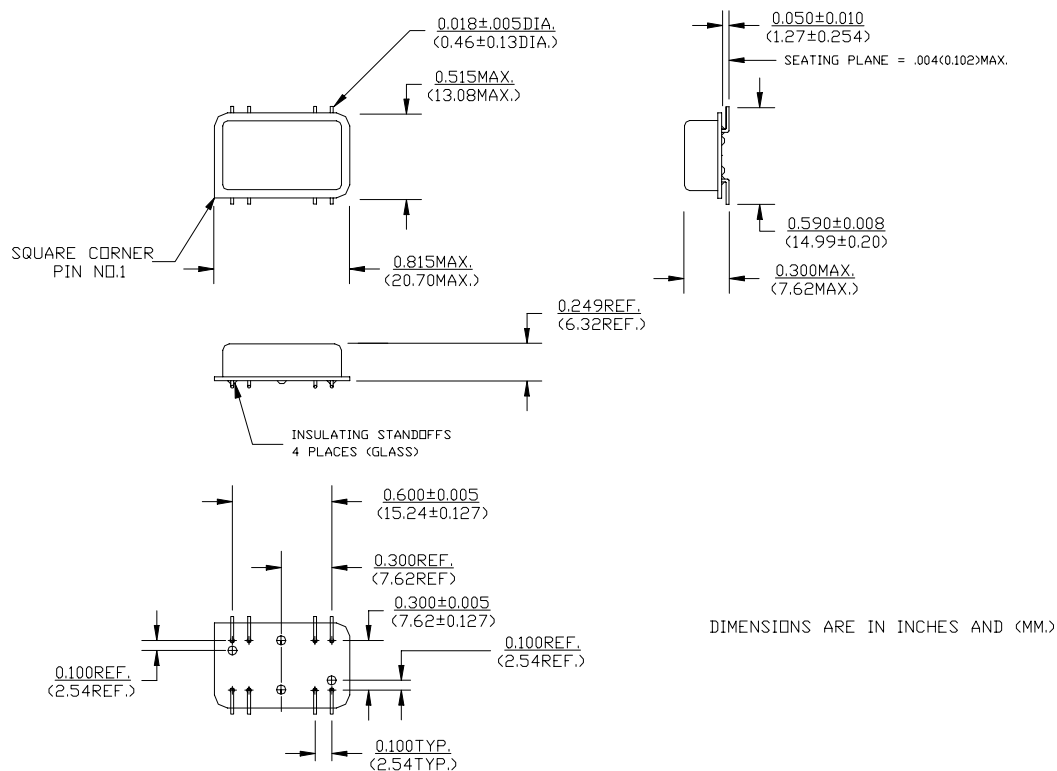 0.018±.005DIA.
(0.46±0.13DIA.)
0.515MAX.
(13.08MAX.)
SQUARE CORNER
PIN NO.1
0.815MAX.
(20.70MAX.)
0.050±0.010
(1.27±0.254)
SEATING PLANE = .004(0.102)MAX.
0.590±0.008
(14.99±0.20)
0.300MAX.
(7.62MAX.)
0.249REF.
(6.32REF.)
INSULATING STANDOFFS
4 PLACES (GLASS)
0.600±0.005
(15.24±0.127)
0.300REF.
(7.62REF)
0.300±0.005
(7.62±0.127)
0.100REF.
(2.54REF.)
0.100REF.
(2.54REF.)
0.100TYP.
(2.54TYP.)
DIMENSIONS ARE IN INCHES AND (MM.)